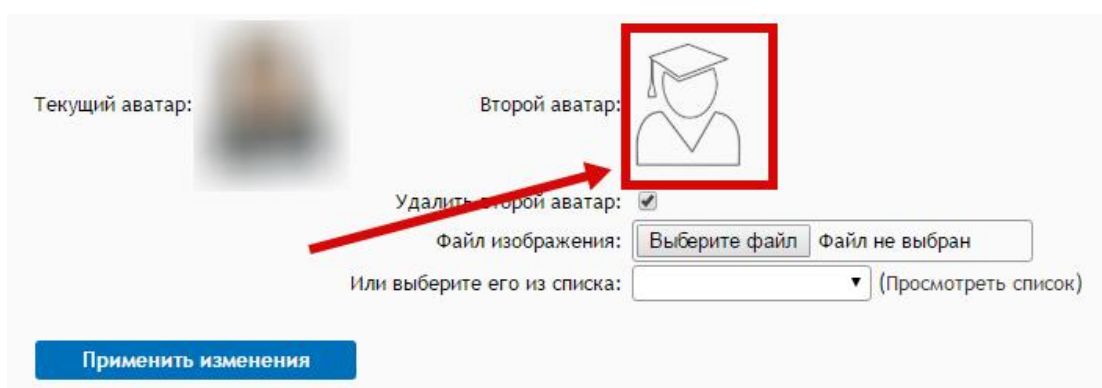 Текущий аватар:
Второй аватар:
Удалить второй аватар:
Файл изображения: Выберите файл Файл не выбран
Или выберите его из списка: (Просмотреть список)
Применить изменения